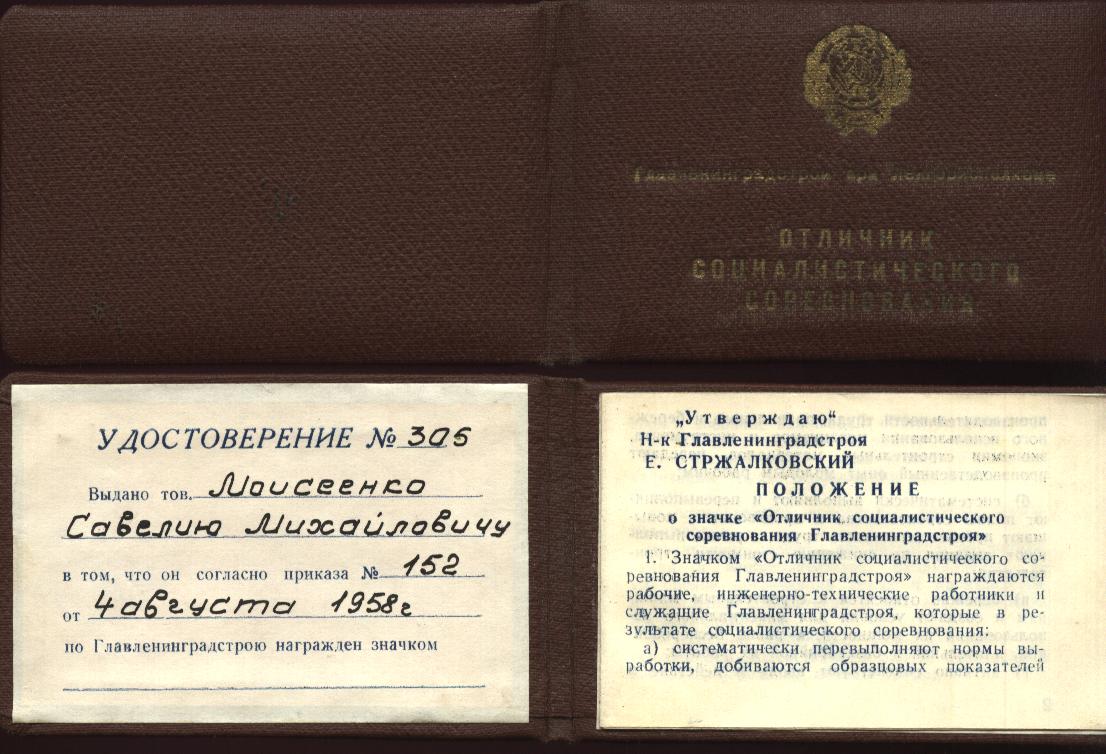 Главленинградстрой при Ленгорисполкоме
ОТЛИЧНИК
СОЦИАЛИСТИЧЕСКОГО
СОРЕВНОВАНИЯ
УДОСТОВЕРЕНИЕ № 305
Выдано тов. Моисеенко
Савелию Михайловичу
в том, что он согласно приказа № 152
от 4 августа 1958г
по Главленинградстрою награжден значком
„Утверждаю“
Н-к Главленинградстроя
Е. СТРЖАЛКОВСКИЙ
ПОЛОЖЕНИЕ
о значке «Отличник социалистического
соревнования Главленинградстроя»
1. Значком «Отличник социалистического со-
ревнования Главленинградстроя» награждаются
рабочие, инженерно-технические работники и
служащие Главленинградстроя, которые в ре-
зультате социалистического соревнования:
а) систематически перевыполняют нормы вы-
работки, добиваются образцовых показателей